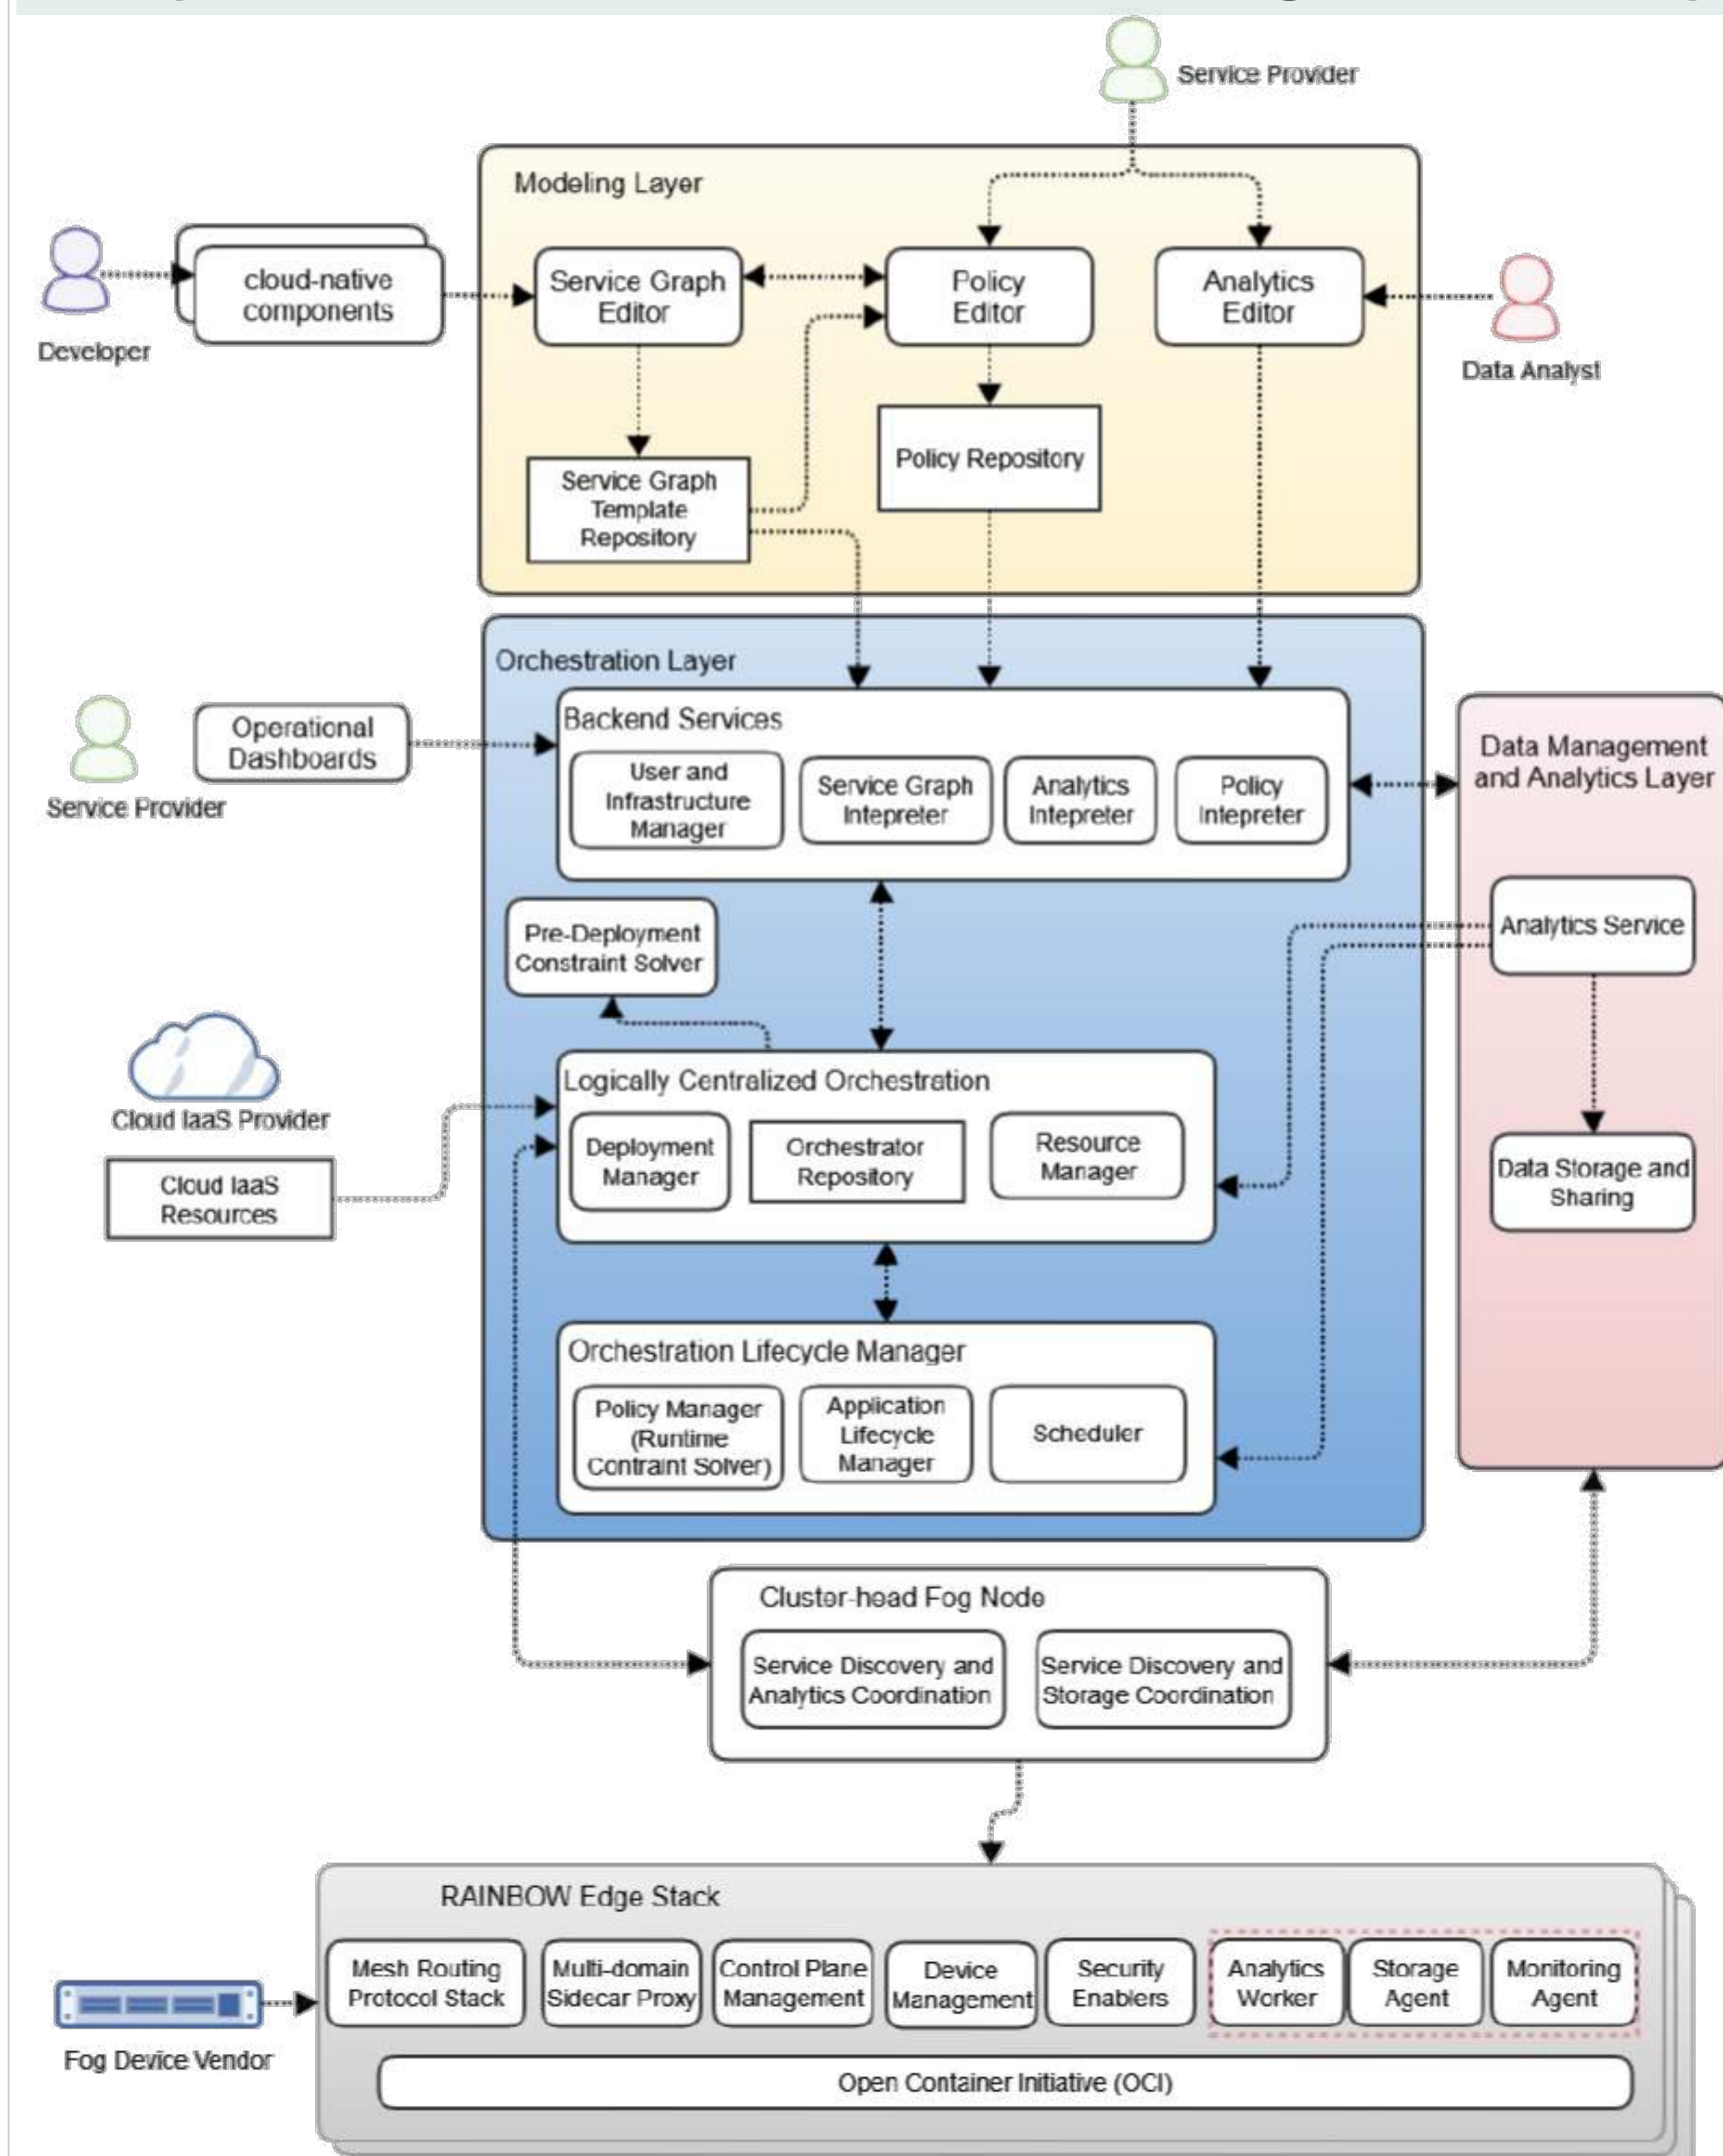 Service Provider
Modeling Layer
Developer
cloud-native
components
Service Graph
Editor
Policy
Editor
Analytics
Editor
Data Analyst
Service Graph
Template
Repository
Policy Repository
Orchestration Layer
Service Provider
Operational
Dashboards
Backend Services
User and
Infrastructure
Manager
Service Graph
Intepreter
Analytics
Intepreter
Policy
Intepreter
Data Management
and Analytics Layer
Analytics Service
Data Storage and
Sharing
Pre-Deployment
Constraint Solver
Cloud IaaS Provider
Cloud IaaS
Resources
Logically Centralized Orchestration
Deployment
Manager
Orchestrator
Repository
Resource
Manager
Orchestration Lifecycle Manager
Policy Manager
(Runtime
Contraint Solver)
Application
Lifecycle
Manager
Scheduler
Cluster-head Fog Node
Service Discovery and
Analytics Coordination
Service Discovery and
Storage Coordination
RAINBOW Edge Stack
Mesh Routing
Protocol Stack
Multi-domain
Sidecar Proxy
Control Plane
Management
Device
Management
Security
Enablers
Analytics
Worker
Storage
Agent
Monitoring
Agent
Fog Device Vendor
Open Container Initiative (OCI)